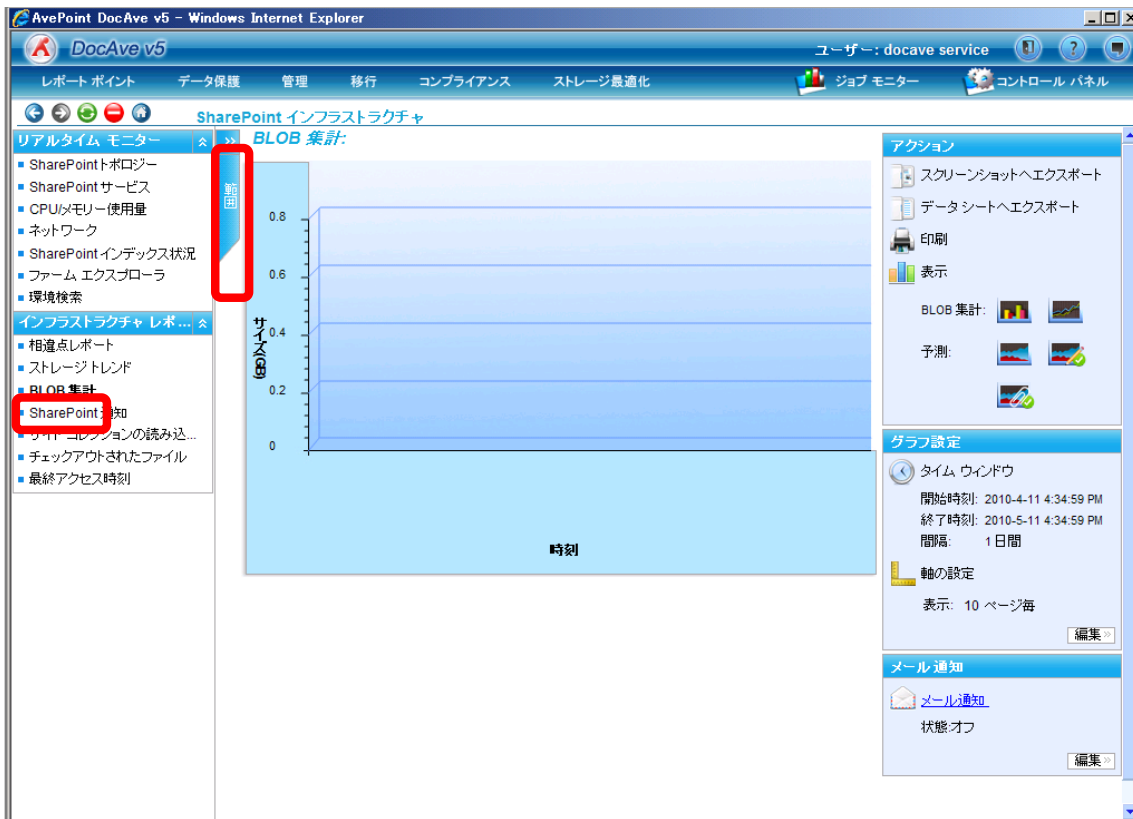 AvePoint DocAve v5 - Windows Internet Explorer
DocAve v5
ユーザー: docave service
レポート ポイント データ保護 管理 移行 コンプライアンス ストレージ最適化 ジョブ モニター コントロール パネル
SharePoint インフラストラクチャ
リアルタイム モニター
SharePointトポロジー
SharePoint サービス
CPU/メモリー使用量
ネットワーク
SharePoint インデックス状況
ファーム エクスプローラ
環境検索
インフラストラクチャ レポ...
相違点レポート
ストレージ トレンド
BLOB 集計
SharePoint 通知
サイト コレクションの読み込...
チェックアウトされたファイル
最終アクセス時刻
範囲
BLOB 集計:
0.8
0.6
0.4
0.2
0
サイズ(GB)
時刻
アクション
スクリーンショットへエクスポート
データ シートへエクスポート
印刷
表示
BLOB 集計:
予測:
グラフ設定
タイム ウィンドウ
開始時刻: 2010-4-11 4:34:59 PM
終了時刻: 2010-5-11 4:34:59 PM
間隔: 1 日間
軸の設定
表示: 10 ページ毎
編集
メール 通知
メール通知
状態:オフ
編集